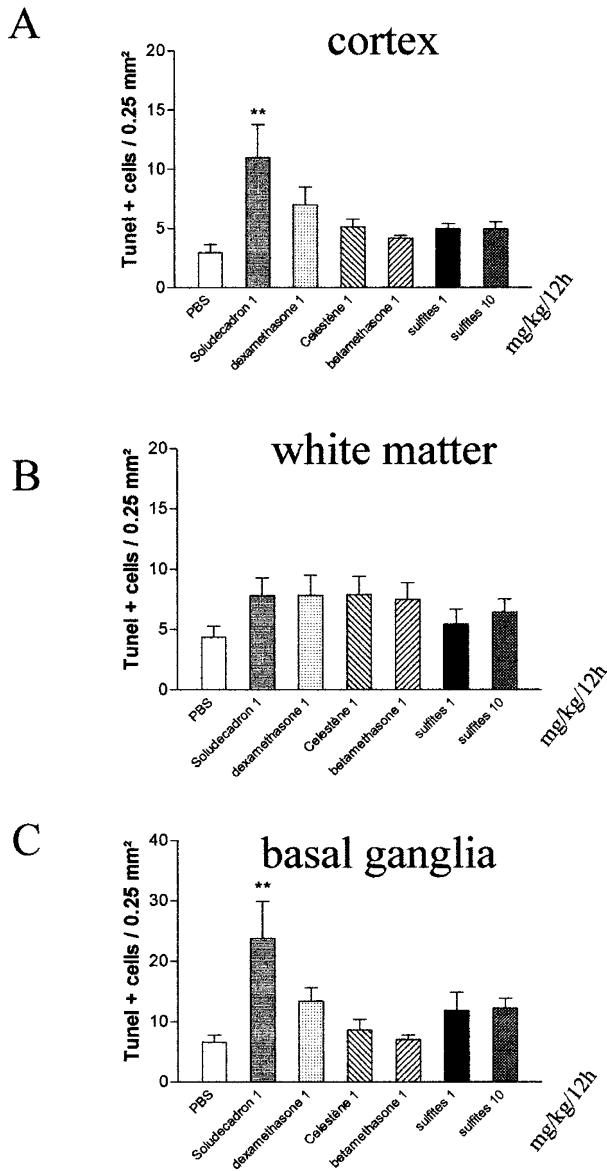 A
cortex
Tunel + cells / 0.25 mm²
20
15
10
5
0
**
PBS
Soludecadron 1
dexamethasone 1
Celestène 1
betamethasone 1
sulfites 1
sulfites 10
mg/kg/12h
B
white matter
Tunel + cells / 0.25 mm²
20
15
10
5
0
PBS
Soludecadron 1
dexamethasone 1
Celestène 1
betamethasone 1
sulfites 1
sulfites 10
mg/kg/12h
C
basal ganglia
Tunel + cells / 0.25 mm²
40
30
20
10
0
**
PBS
Soludecadron 1
dexamethasone 1
Celestène 1
betamethasone 1
sulfites 1
sulfites 10
mg/kg/12h